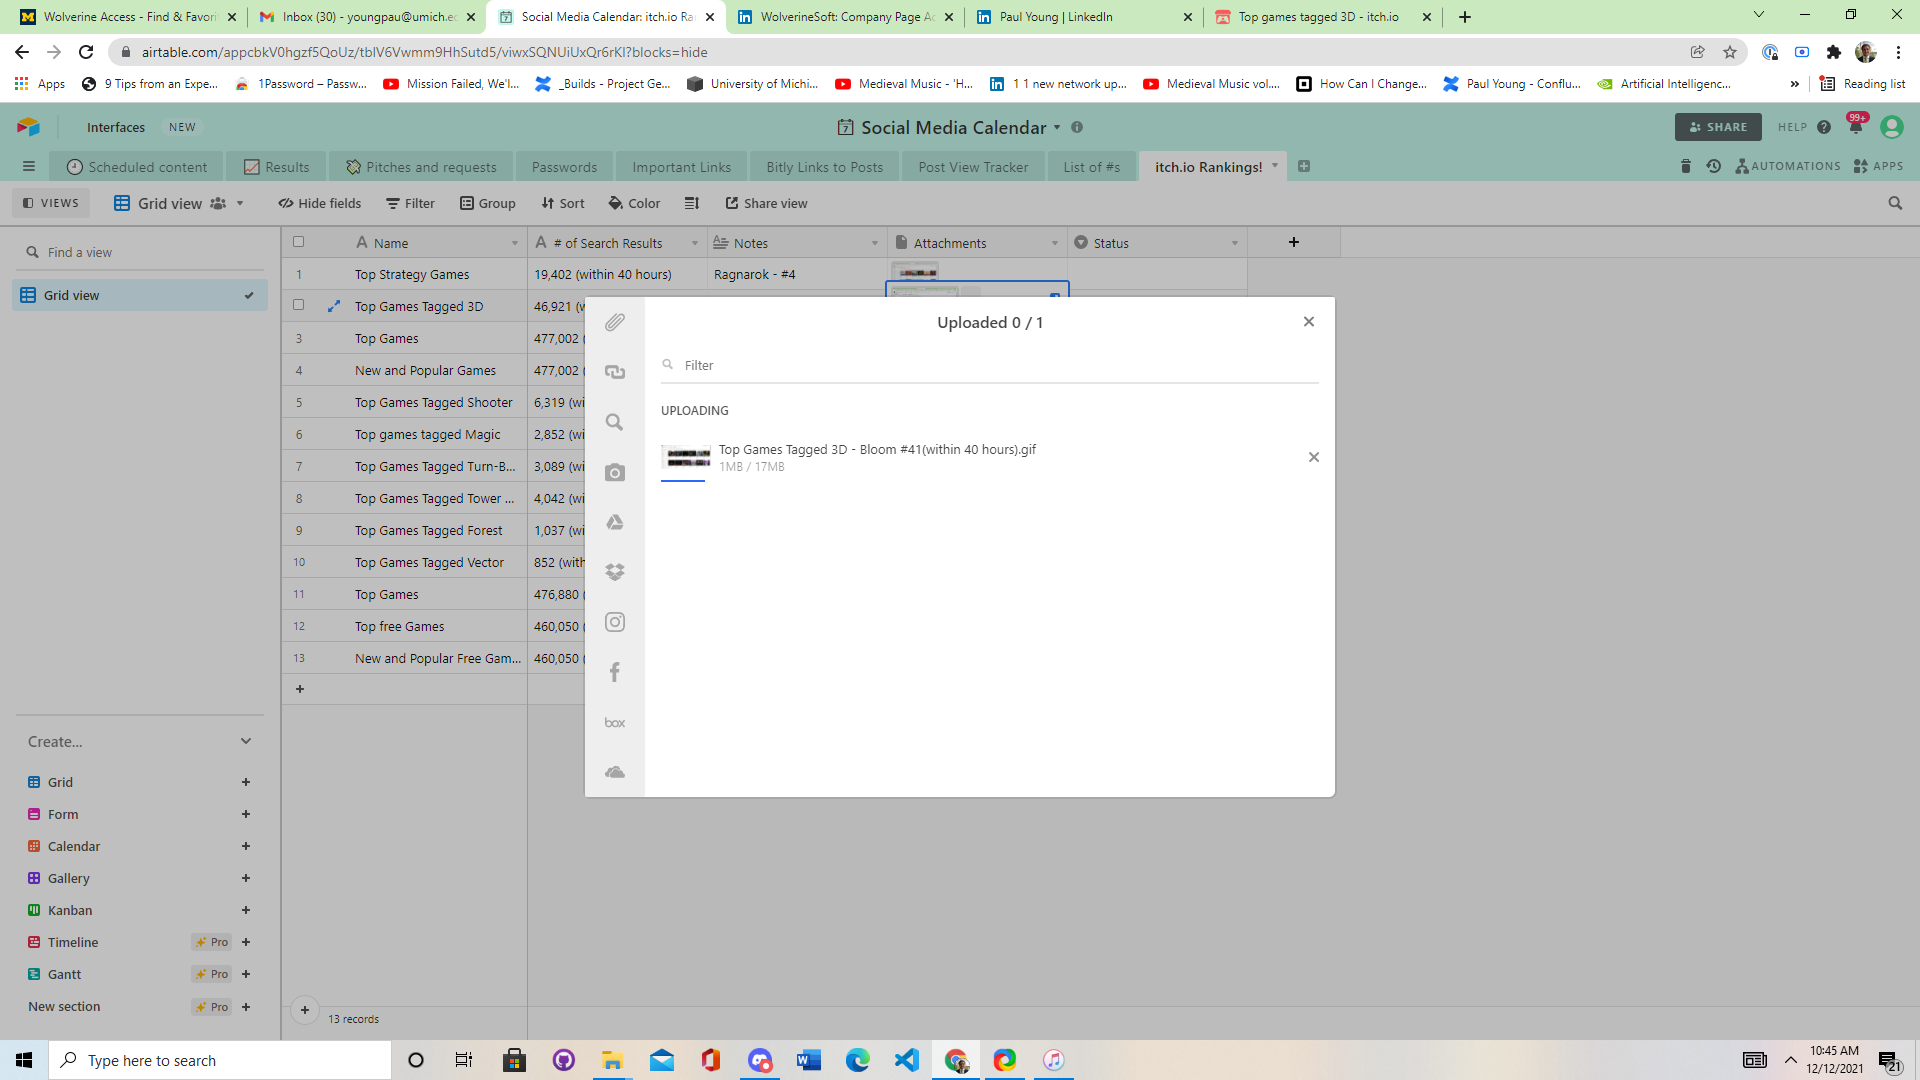 Wolverine Access - Find & Favori
Inbox (30) - youngpau@umich.ed
Social Media Calendar: itch.io Ra
WolverineSoft: Company Page Ad
Paul Young | LinkedIn
Top games tagged 3D - itch.io
airtable.com/appcbkV0hgzf5QoUz/tblV6Vwmm9HhSutd5/viwxSQNUiUxQr6rKl?blocks=hide
Apps
9 Tips from an Expe...
1Password – Passw...
Mission Failed, We'l...
_Builds - Project Ge...
University of Michi...
Medieval Music - 'H...
1 1 new network up...
Medieval Music vol....
How Can I Change...
Paul Young - Conflu...
Artificial Intelligenc...
»
Reading list
Interfaces
NEW
Social Media Calendar
SHARE
HELP
99+
Scheduled content
Results
Pitches and requests
Passwords
Important Links
Bitly Links to Posts
Post View Tracker
List of #s
itch.io Rankings!
AUTOMATIONS
APPS
VIEWS
Grid view
Hide fields
Filter
Group
Sort
Color
Share view
Find a view
Grid view
Name
# of Search Results
Notes
Attachments
Status
1 Top Strategy Games 19,402 (within 40 hours) Ragnarok - #4
Top Games Tagged 3D 46,921 (w
3 Top Games 477,002 (
4 New and Popular Games 477,002 (
5 Top Games Tagged Shooter 6,319 (wi
6 Top games tagged Magic 2,852 (wi
7 Top Games Tagged Turn-B... 3,089 (wi
8 Top Games Tagged Tower ... 4,042 (wi
9 Top Games Tagged Forest 1,037 (wi
10 Top Games Tagged Vector 852 (with
11 Top Games 476,880 (
12 Top free Games 460,050 (
13 New and Popular Free Gam... 460,050 (
Uploaded 0 / 1
Filter
UPLOADING
Top Games Tagged 3D - Bloom #41(within 40 hours).gif
1MB / 17MB
box
Create...
Grid
Form
Calendar
Gallery
Kanban
Timeline Pro
Gantt Pro
New section Pro
13 records
Type here to search
10:45 AM
12/12/2021
21